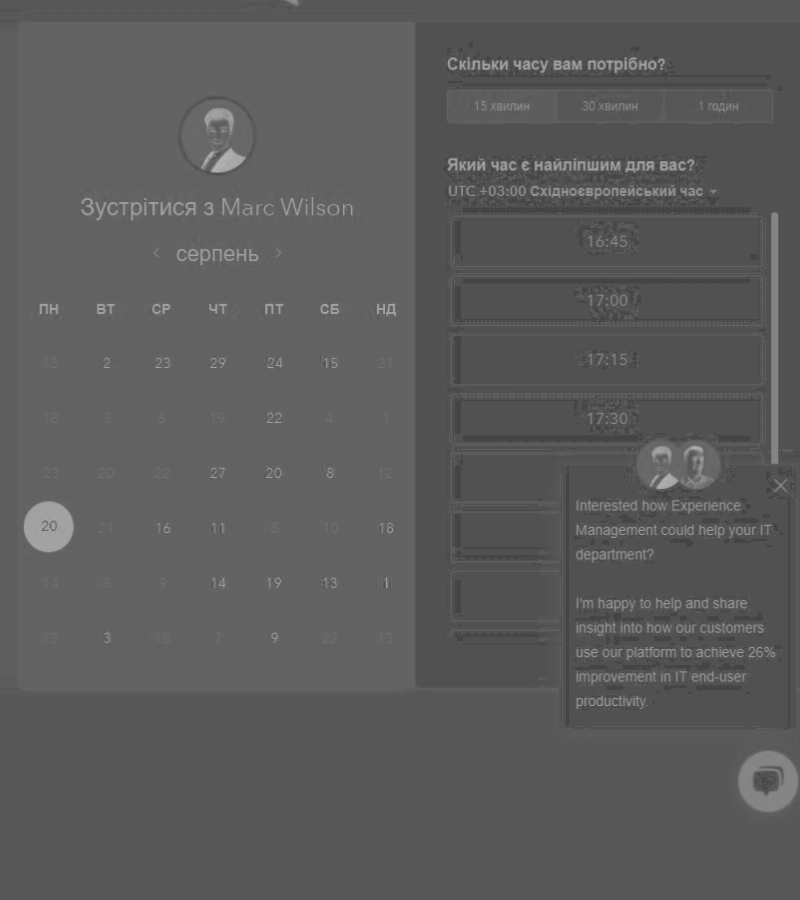 Зустрітися з Marc Wilson
серпень
ПН ВТ СР ЧТ ПТ СБ НД
13 2 23 29 24 15 21
18 3 6 19 22 4 1
23 20 22 27 20 8 12
20 21 16 11 8 10 18
14 8 9 14 19 13 1
13 3 18 7 9 22 13
Скільки часу вам потрібно?
15 хвилин 30 хвилин 1 годин
Який час є найліпшим для вас?
UTC +03:00 Східноєвропейський час
16:45
17:00
17:15
17:30
Interested how Experience
Management could help your IT
department?
I'm happy to help and share
insight into how our customers
use our platform to achieve 26%
improvement in IT end-user
productivity.